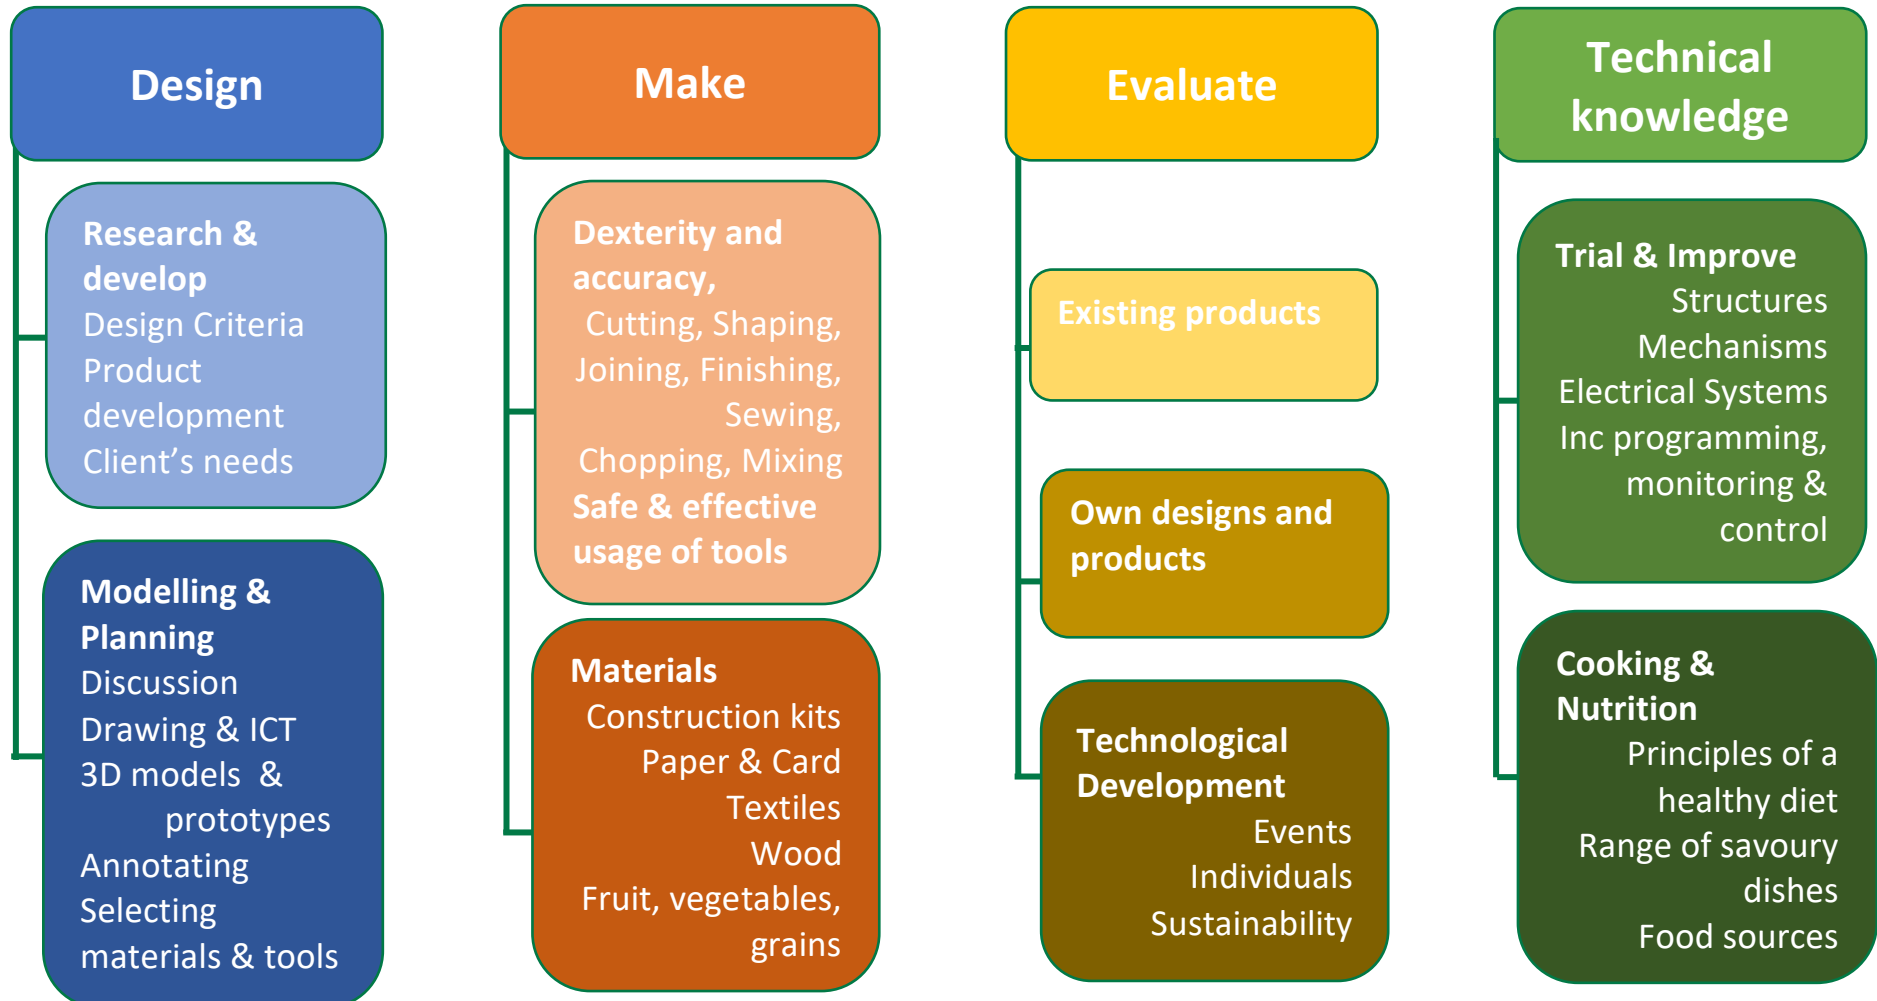 Design
Research &
develop
Design Criteria
Product
development
Client’s needs
Modelling &
Planning
Discussion
Drawing & ICT
3D models  &
prototypes
Annotating
Selecting
materials & tools
Make
Dexterity and
accuracy,
Cutting, Shaping,
Joining, Finishing,
Sewing,
Chopping, Mixing
Safe & effective
usage of tools
Materials
Construction kits
Paper & Card
Textiles
Wood
Fruit, vegetables,
grains
Evaluate
Existing products
Own designs and
products
Technological
Development
Events
Individuals
Sustainability
Technical
knowledge
Trial & Improve
Structures
Mechanisms
Electrical Systems
Inc programming,
monitoring &
control
Cooking &
Nutrition
Principles of a
healthy diet
Range of savoury
dishes
Food sources